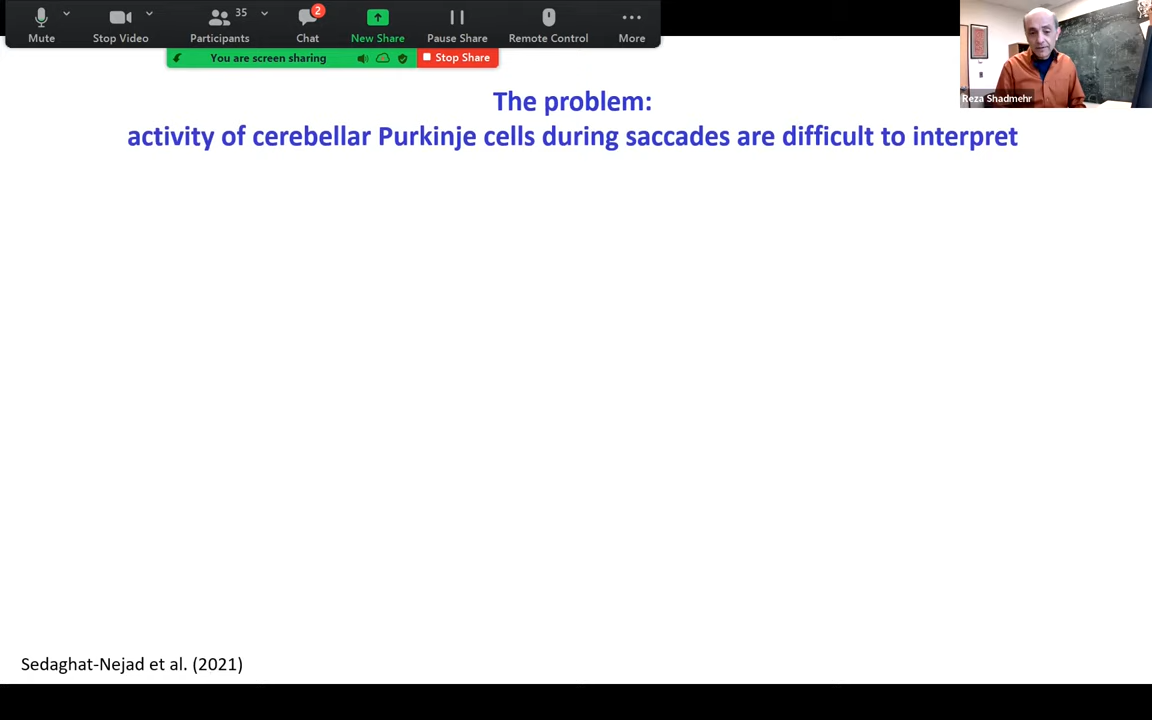 35
2
Mute
Stop Video
Participants
Chat
New Share
Pause Share
Remote Control
More
You are screen sharing
Stop Share
Reza Shadmehr
The problem:
activity of cerebellar Purkinje cells during saccades are difficult to interpret
Sedaghat-Nejad et al. (2021)